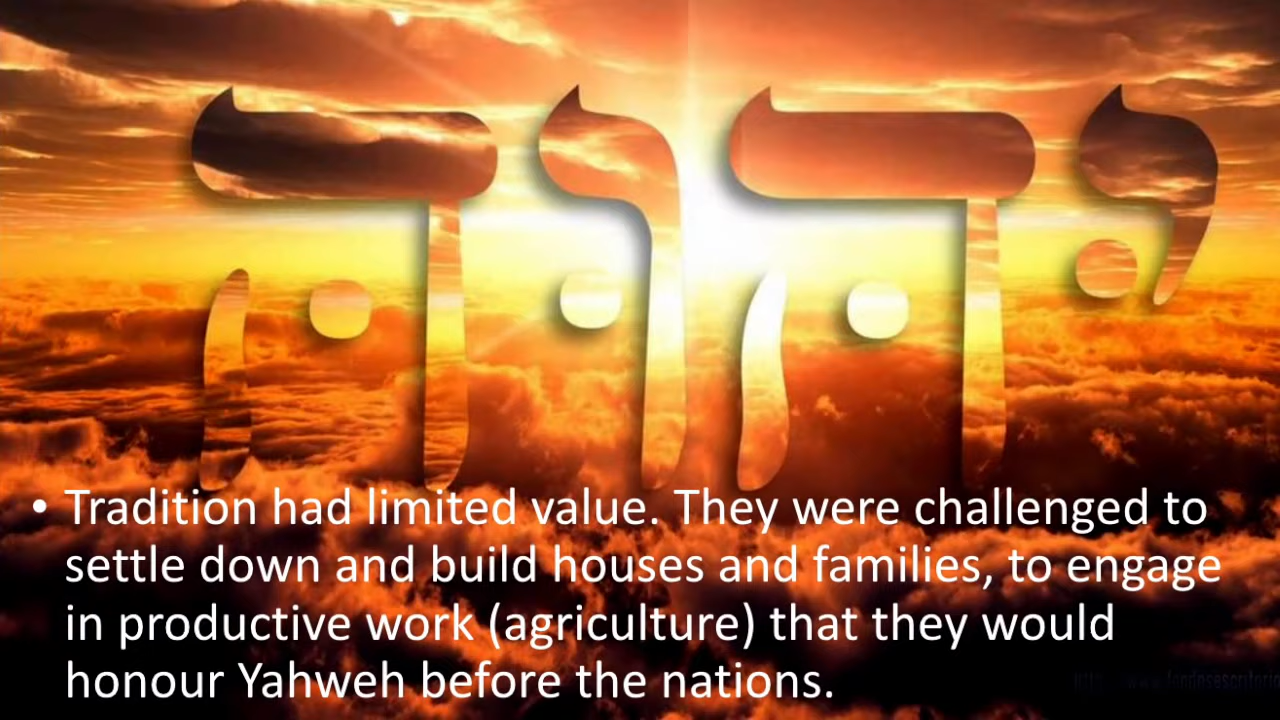 יהוה
• Tradition had limited value. They were challenged to
settle down and build houses and families, to engage
in productive work (agriculture) that they would
honour Yahweh before the nations.